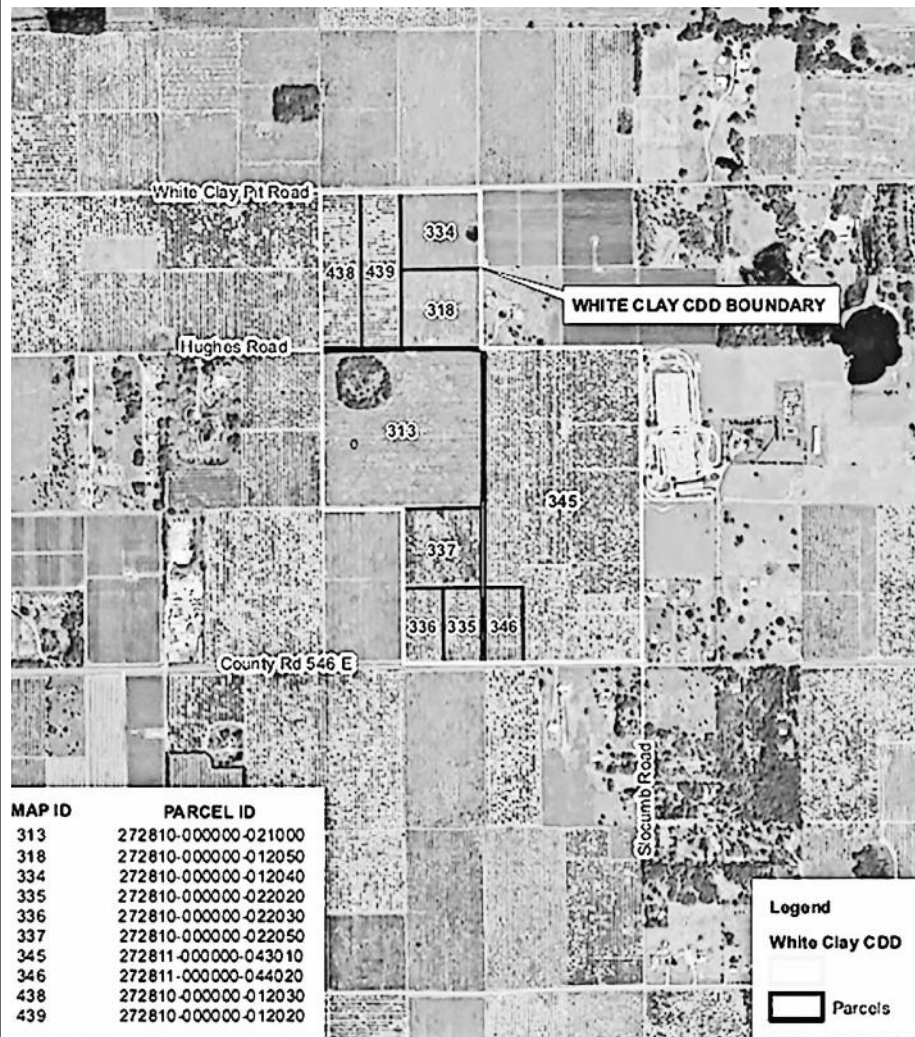 White Clay Pit Road
334
438
439
318
WHITE CLAY CDD BOUNDARY
Hughes Road
313
345
337
336
335
346
County Rd 546 E
Slocumb Road
MAP ID PARCEL ID
313 272810-000000-021000
318 272810-000000-012050
334 272810-000000-012040
335 272810-000000-022020
336 272810-000000-022030
337 272810-000000-022050
345 272811-000000-043010
346 272811-000000-044020
438 272810-000000-012030
439 272810-000000-012020
Legend
White Clay CDD
Parcels